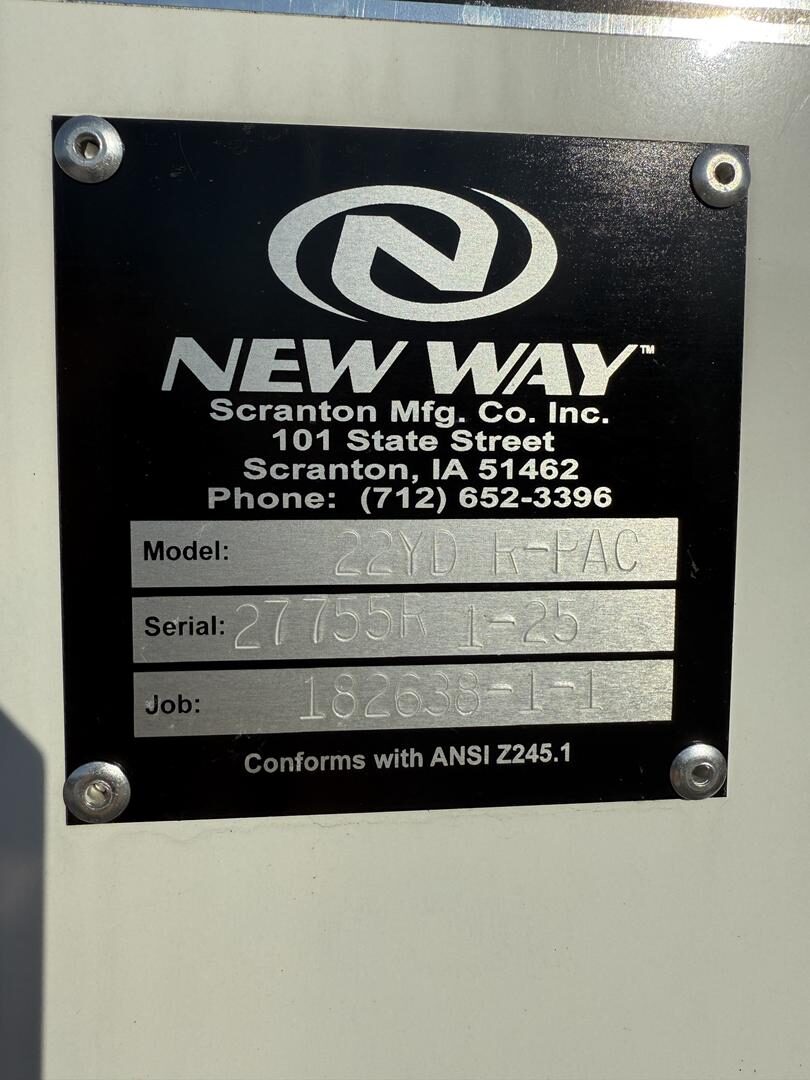 NEW WAY™
Scranton Mfg. Co. Inc.
101 State Street
Scranton, IA 51462
Phone: (712) 652-3396
Model: 22YD R-PAC
Serial: 27755R 1-25
Job: 182638-1-1
Conforms with ANSI Z245.1